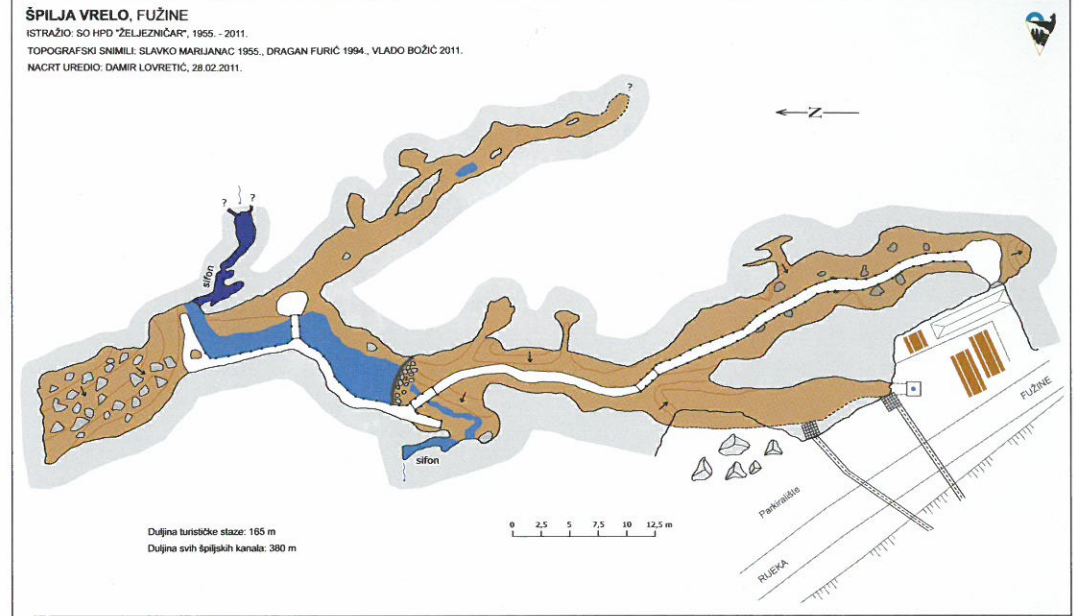 ŠPILJA VRELO, FUŽINE
ISTRAŽIO: SO HPD "ŽELJEZNIČAR", 1955. - 2011.
TOPOGRAFSKI SNIMILI: SLAVKO MARIJANAC 1955., DRAGAN FURIĆ 1994., VLADO BOŽIĆ 2011.
NACRT UREDIO: DAMIR LOVRETIĆ, 28.02.2011.
?
N
? ?
sifon
FUŽINE
sifon
Parkiralište
RIJEKA
Duljina turističke staze: 165 m
Duljina svih špiljskih kanala: 380 m
0 2,5 5 7,5 10 12,5 m